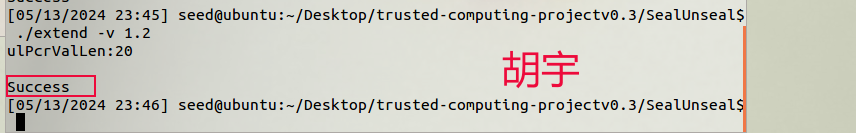 Success
[05/13/2024 23:45] seed@ubuntu:~/Desktop/trusted-computing-projectv0.3/SealUnseal$
./extend -v 1.2
ulPcrValLen:20
胡宇
Success
[05/13/2024 23:46] seed@ubuntu:~/Desktop/trusted-computing-projectv0.3/SealUnseal$